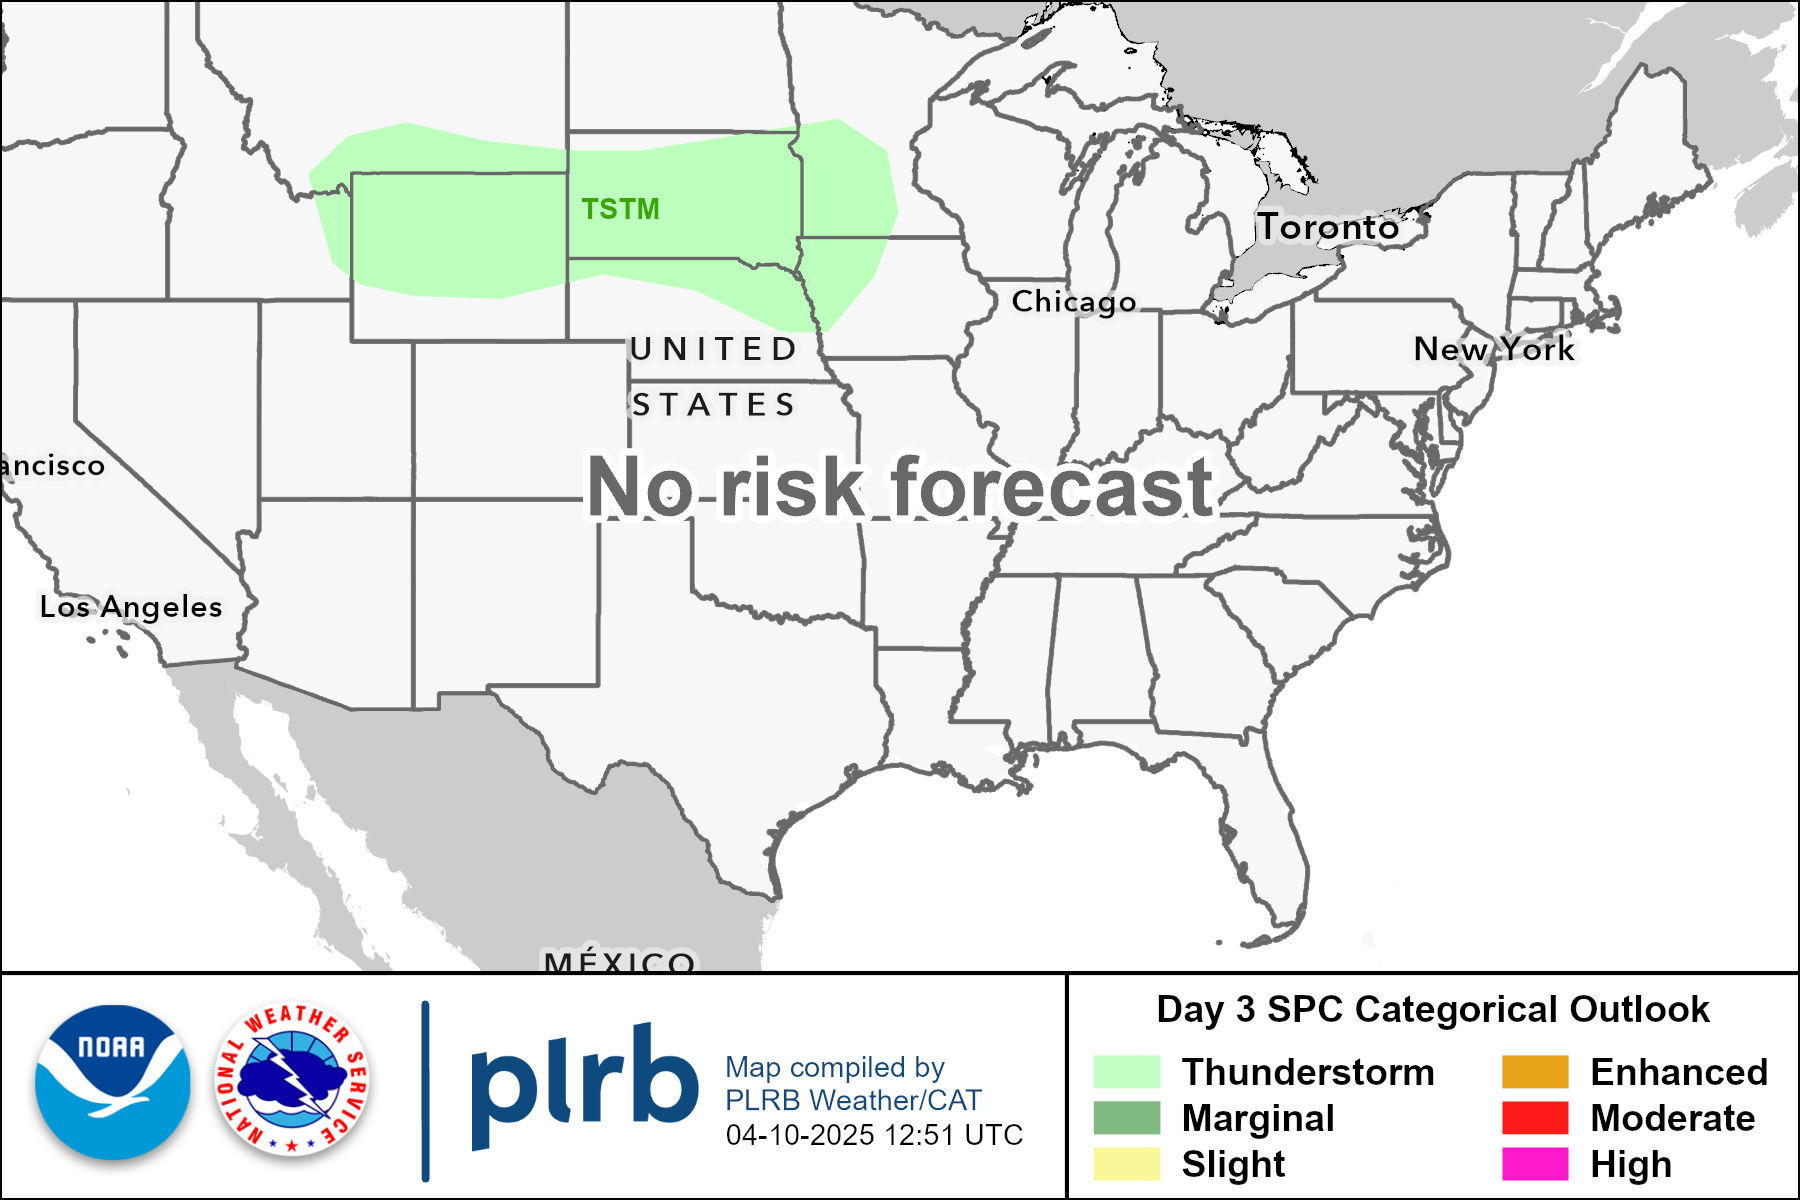 TSTM
Toronto
Chicago
UNITED
New York
STATES
ancisco
No risk forecast
Los Angeles
MÉXICO
NOAA
NATIONAL WEATHER SERVICE
plrb
Map compiled by
PLRB Weather/CAT
04-10-2025 12:51 UTC
Day 3 SPC Categorical Outlook
Thunderstorm
Enhanced
Marginal
Moderate
Slight
High